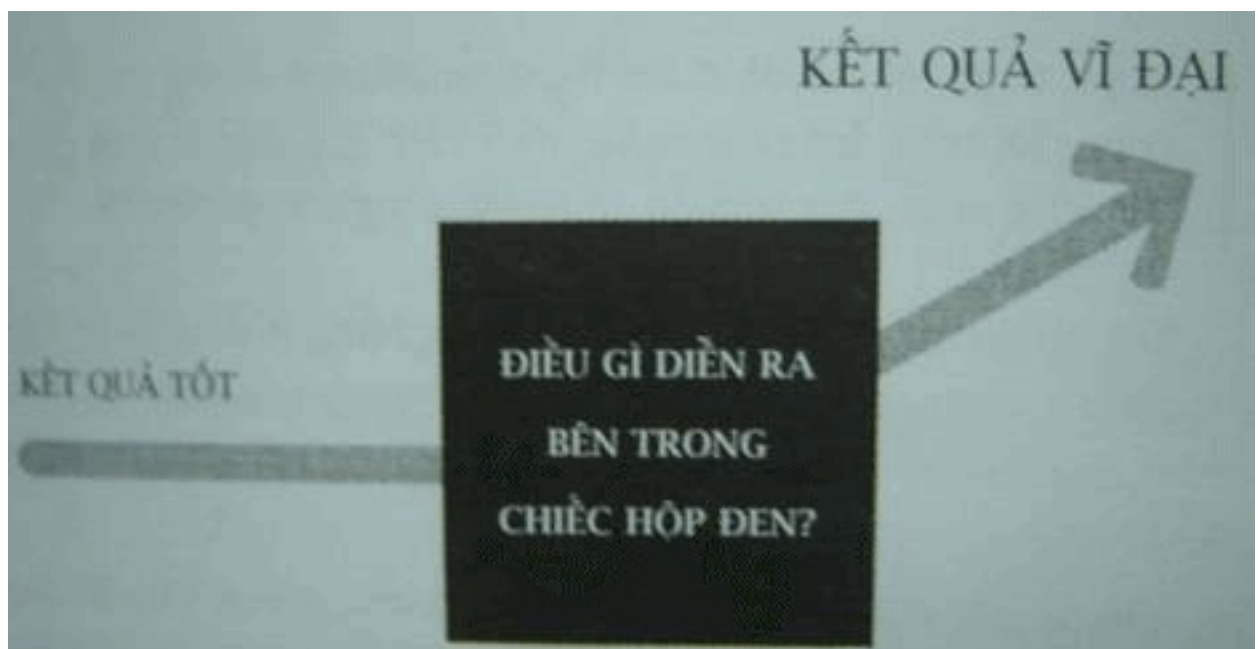 KẾT QUẢ VĨ ĐẠI
KẾT QUẢ TỐT
ĐIỀU GÌ DIỄN RA
BÊN TRONG
CHIẾC HỘP ĐEN?